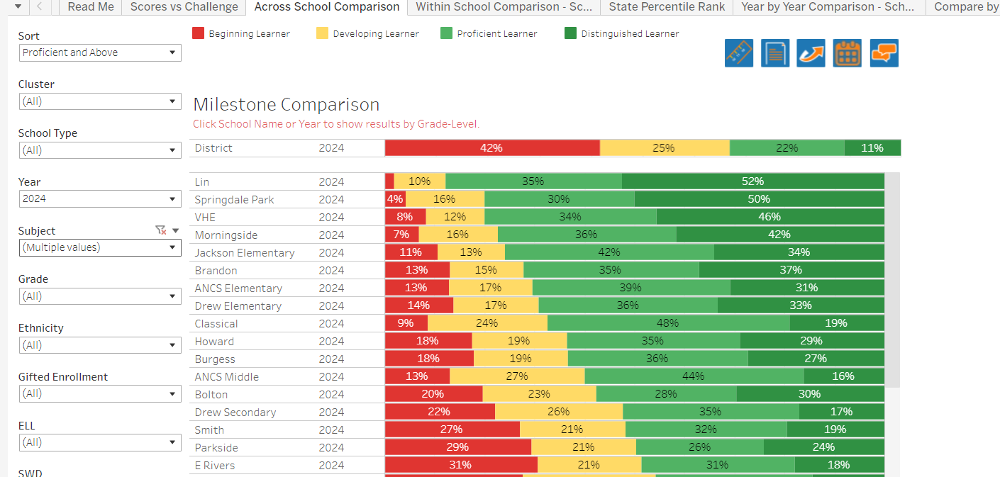 Read Me Scores vs Challenge Across School Comparison Within School Comparison - Sc... State Percentile Rank Year by Year Comparison - Sch... Compare by
Beginning Learner Developing Learner Proficient Learner Distinguished Learner
Sort
Proficient and Above
Cluster
(All)
School Type
(All)
Year
2024
Subject
(Multiple values)
Grade
(All)
Ethnicity
(All)
Gifted Enrollment
(All)
ELL
(All)
SWD
Milestone Comparison
Click School Name or Year to show results by Grade-Level.
District 2024 42% 25% 22% 11%
Lin 2024 10% 35% 52%
Springdale Park 2024 4% 16% 30% 50%
VHE 2024 8% 12% 34% 46%
Morningside 2024 7% 16% 36% 42%
Jackson Elementary 2024 11% 13% 42% 34%
Brandon 2024 13% 15% 35% 37%
ANCS Elementary 2024 13% 17% 39% 31%
Drew Elementary 2024 14% 17% 36% 33%
Classical 2024 9% 24% 48% 19%
Howard 2024 18% 19% 35% 29%
Burgess 2024 18% 19% 36% 27%
ANCS Middle 2024 13% 27% 44% 16%
Bolton 2024 20% 23% 28% 30%
Drew Secondary 2024 22% 26% 35% 17%
Smith 2024 27% 21% 32% 19%
Parkside 2024 29% 21% 26% 24%
E Rivers 2024 31% 21% 31% 18%